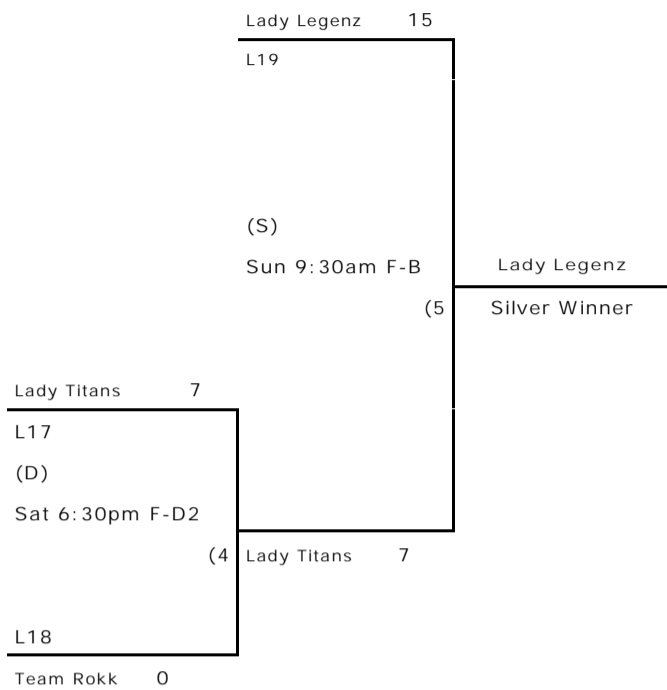 Lady Legenz 15
L19
(S)
Sun 9:30am F-B
Lady Legenz
(5
Silver Winner
Lady Titans 7
L17
(D)
Sat 6:30pm F-D2
(4
Lady Titans 7
L18
Team Rokk 0